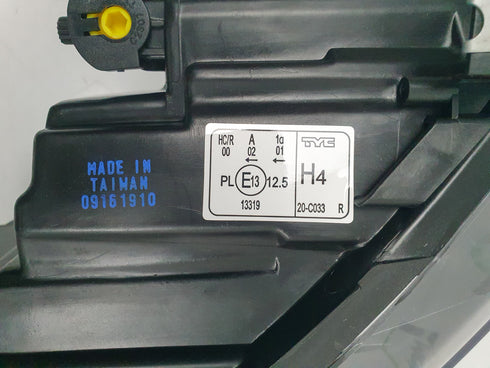 HC/R A 1a TYC
00 02 01
PL E13 12.5 H4
13319 20-C033 R
MADE IN
TAIWAN
09161910